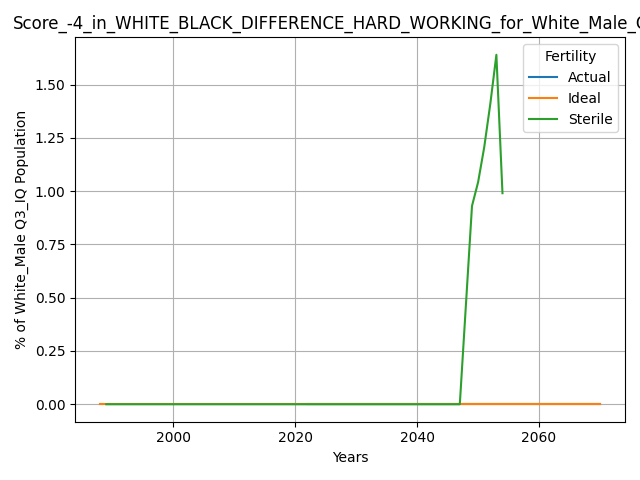 Score_-4_in_WHITE_BLACK_DIFFERENCE_HARD_WORKING_for_White_Male_
Fertility
Actual
Ideal
Sterile
1.50
1.25
1.00
0.75
0.50
0.25
0.00
% of White_Male Q3_IQ Population
2000
2020
2040
2060
Years